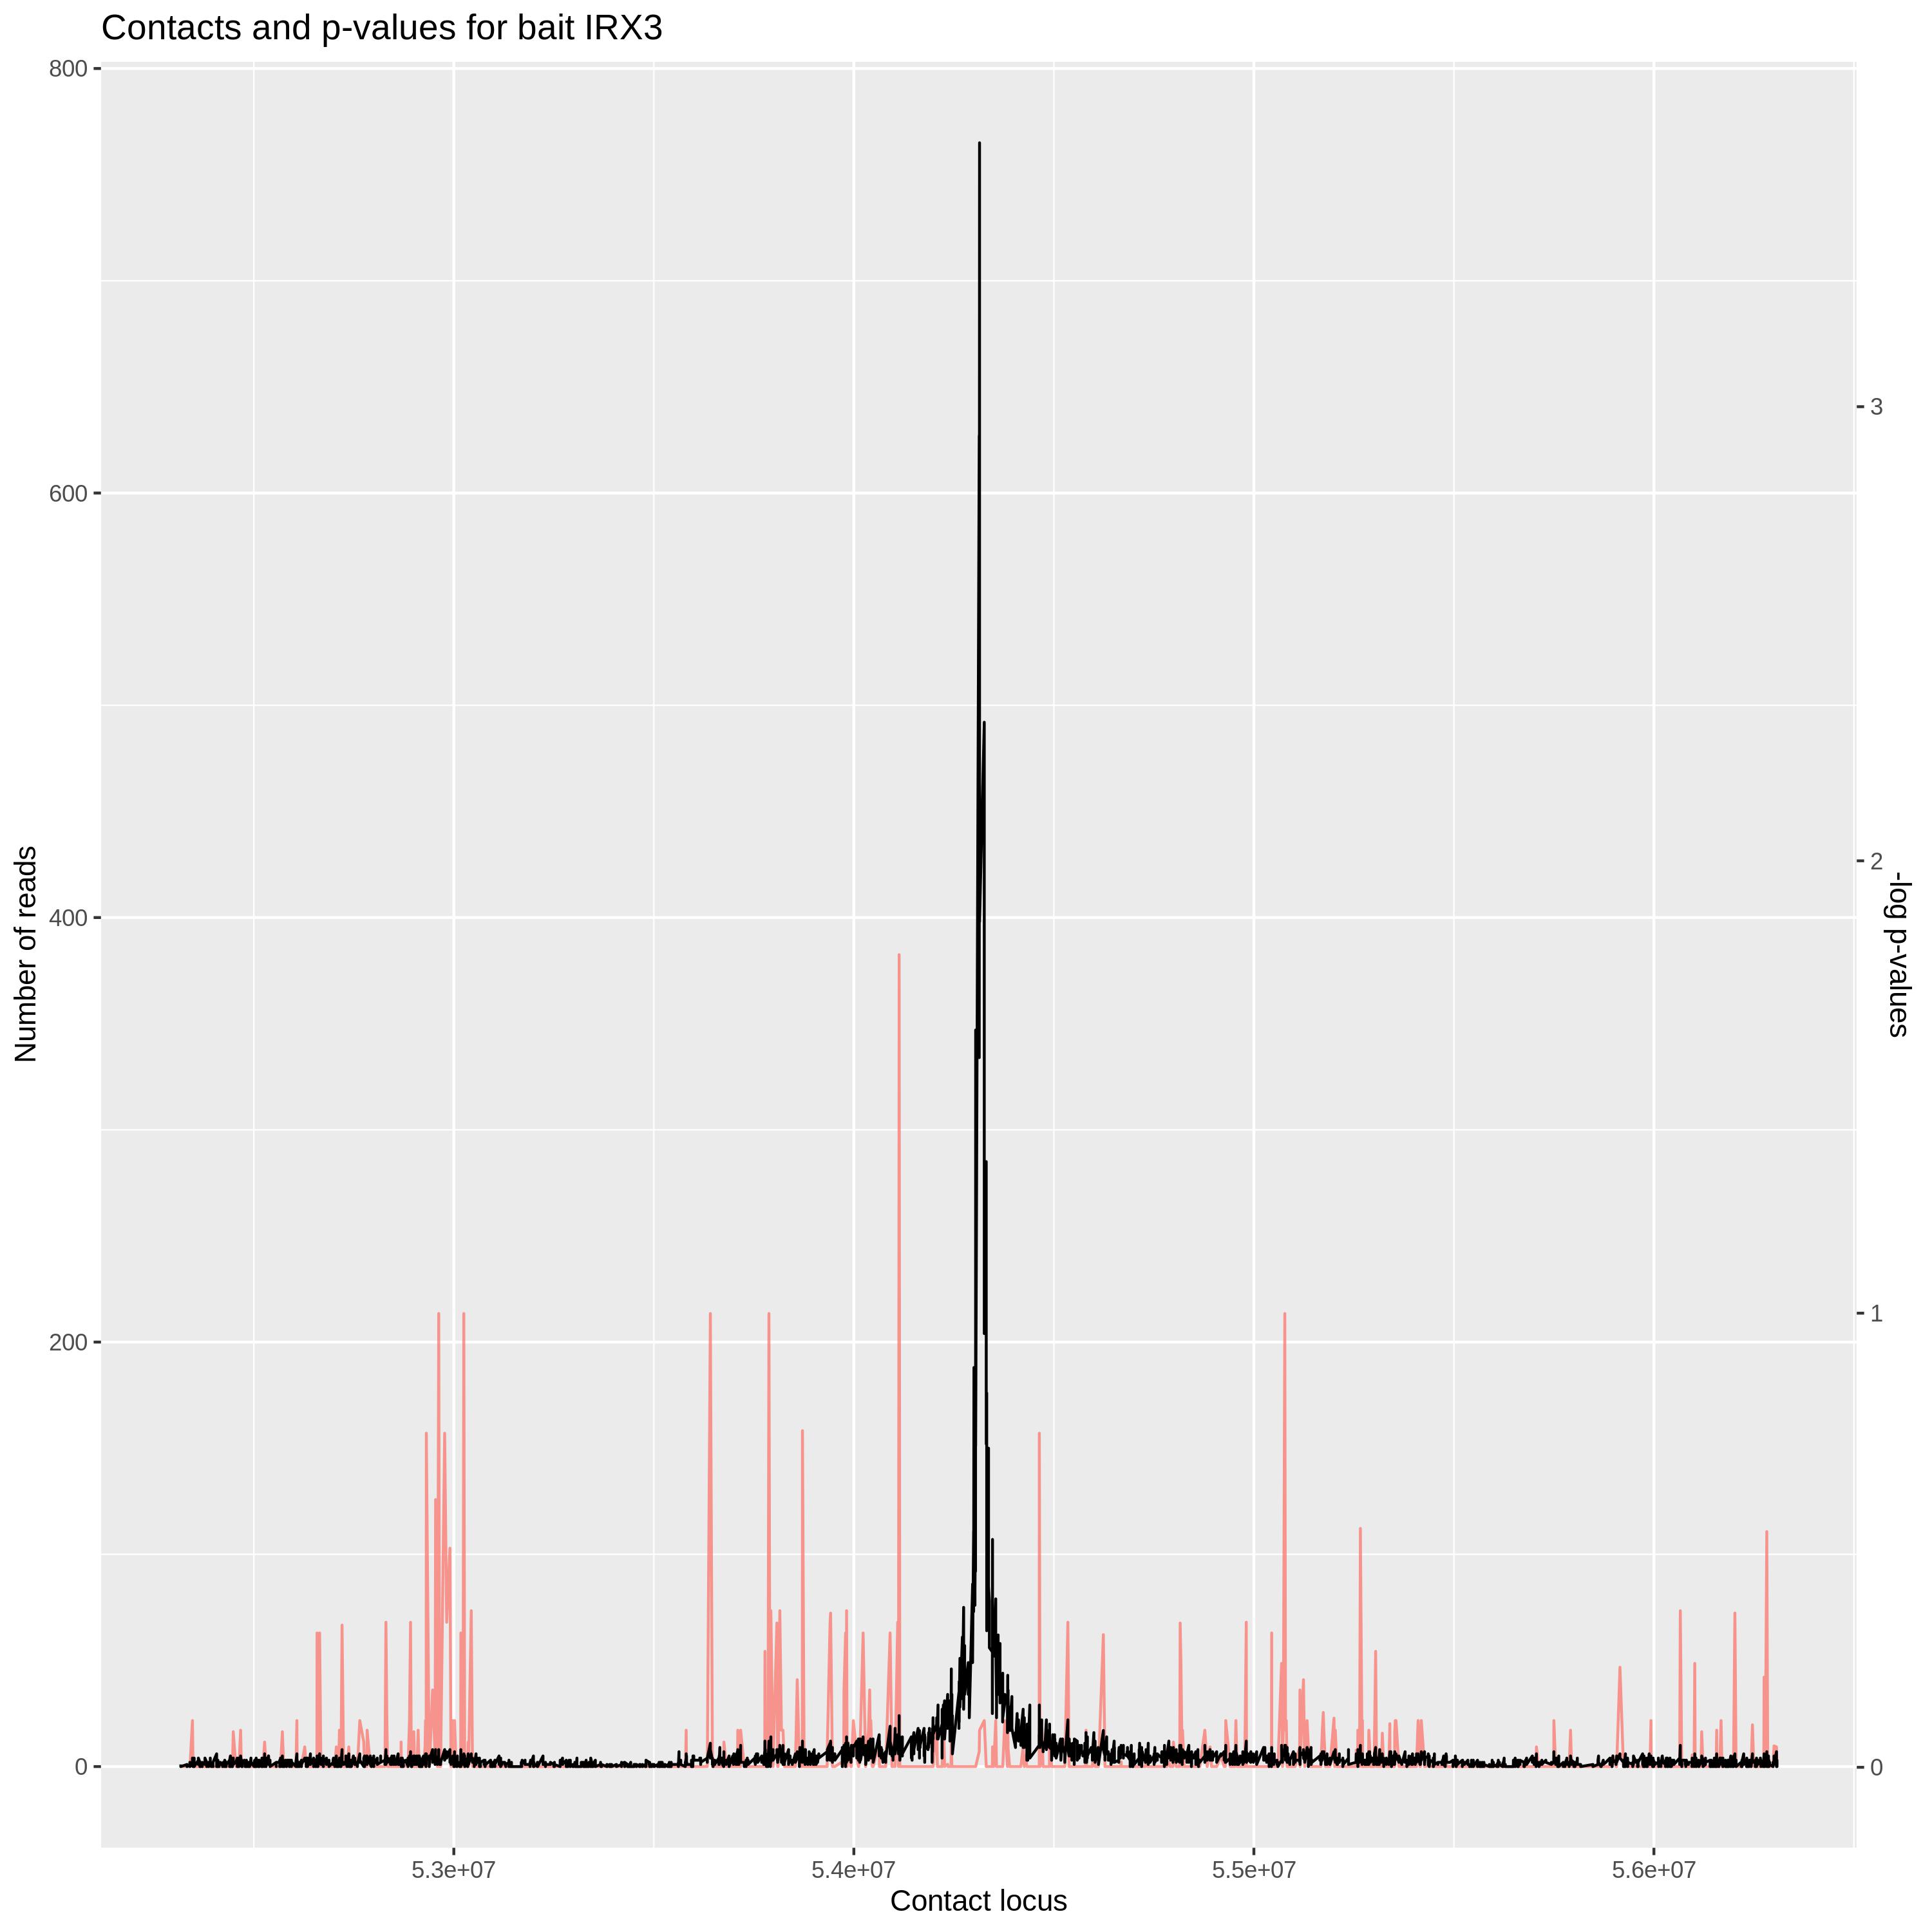 Contacts and p-values for bait IRX3
800
600
400
200
0
Number of reads
3
2
1
0
-log p-values
5.3e+07
5.4e+07
5.5e+07
5.6e+07
Contact locus